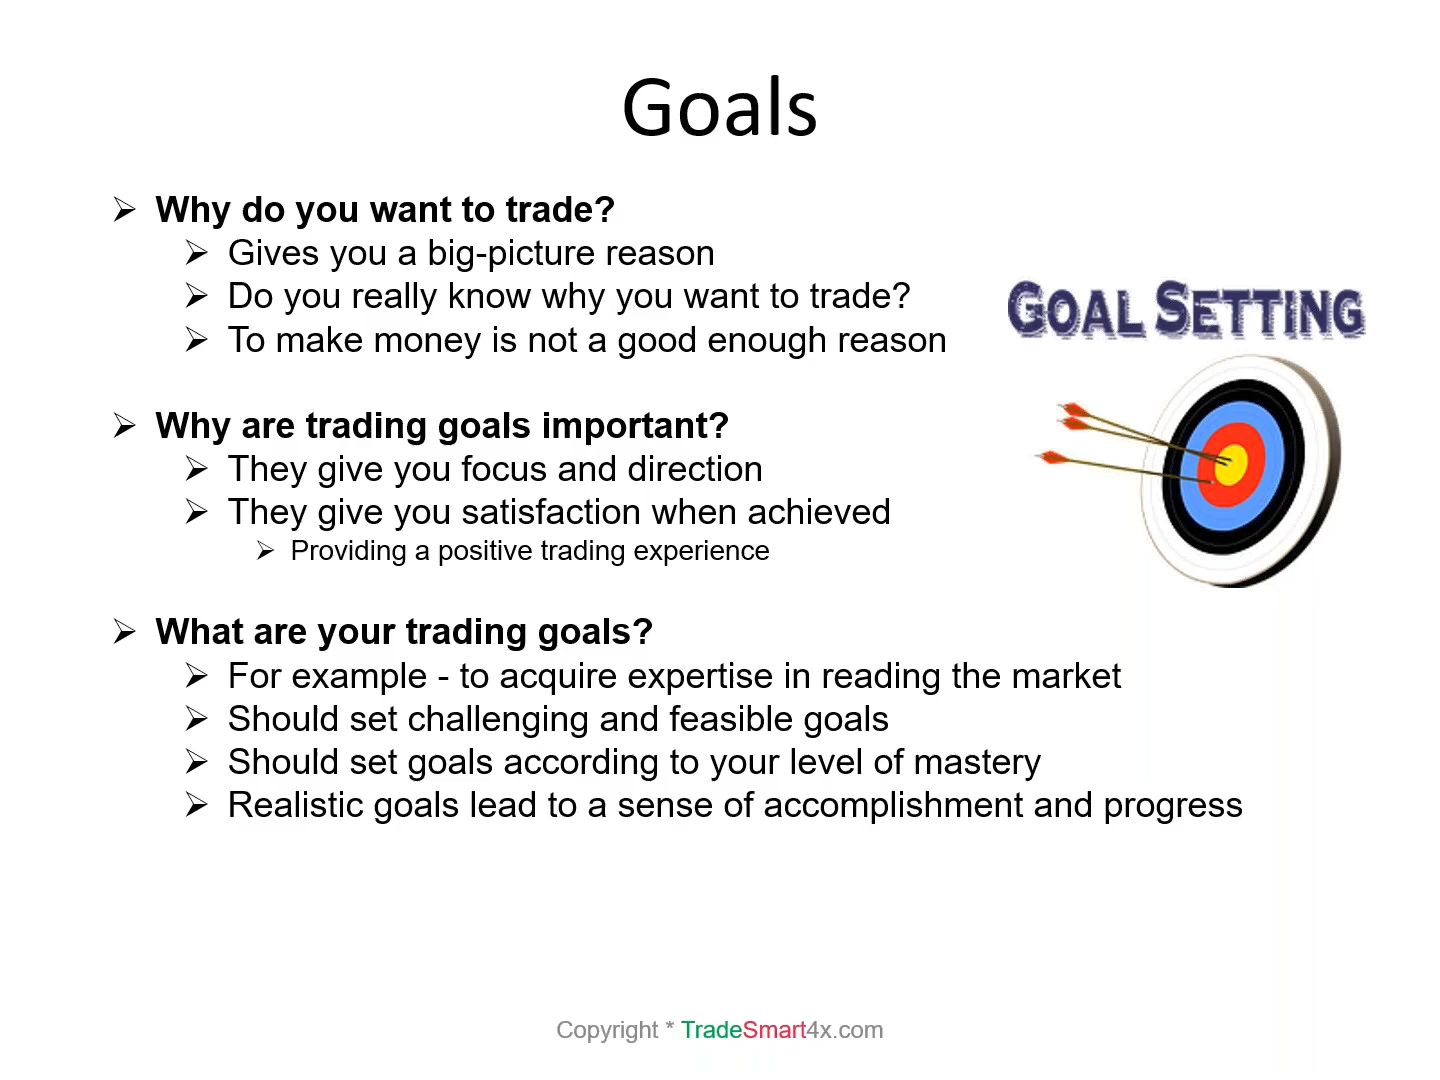 Goals
➢ Why do you want to trade?
➢ Gives you a big-picture reason
➢ Do you really know why you want to trade?
➢ To make money is not a good enough reason
GOAL SETTING
➢ Why are trading goals important?
➢ They give you focus and direction
➢ They give you satisfaction when achieved
➢ Providing a positive trading experience
➢ What are your trading goals?
➢ For example - to acquire expertise in reading the market
➢ Should set challenging and feasible goals
➢ Should set goals according to your level of mastery
➢ Realistic goals lead to a sense of accomplishment and progress
Copyright * TradeSmart4x.com